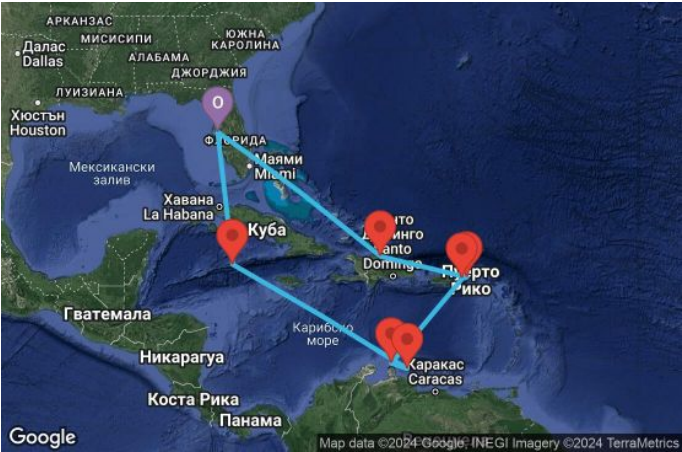 АРКАНЗАС
МИСИСИПИ
ЮЖНА
КАРОЛИНА
Далас
Dallas
АЛАБАМА
ДЖОРДЖИЯ
ЛУИЗИАНА
Хюстън
Houston
O
ФЛОРИДА
Маями
Miami
Мексикански
залив
Хавана
La Habana
Куба
Domingo
Пуерто
Рико
Гватемала
Карибско
море
Никарагуа
Каракас
Caracas
Коста Рика
Панама
Google
Map data ©2024 Google, INEGI Imagery ©2024 TerraMetrics